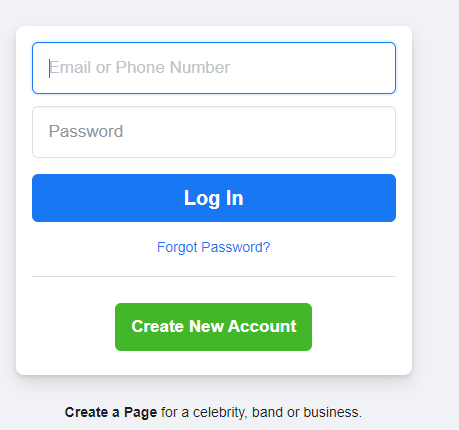 Email or Phone Number
Password
Log In
Forgot Password?
Create New Account
Create a Page for a celebrity, band or business.